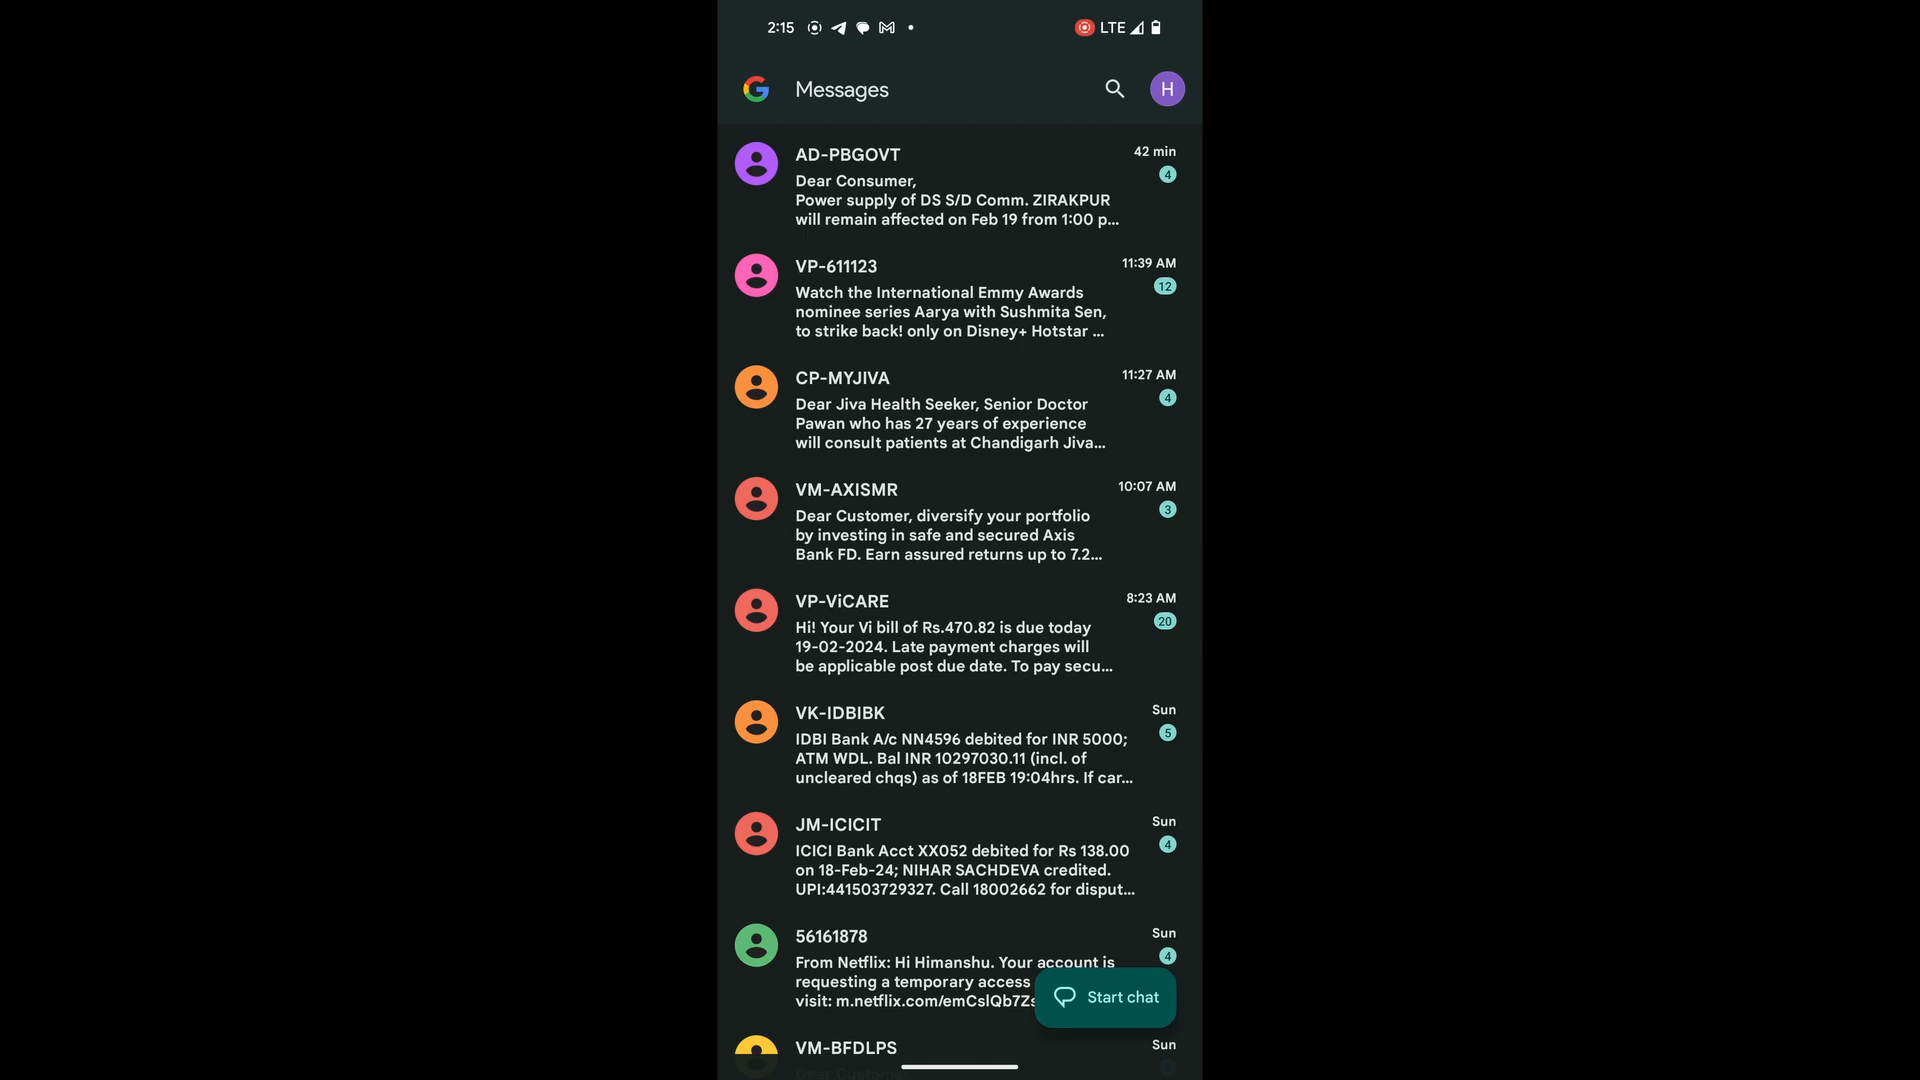 2:15
LTE
Messages
H
AD-PBGOVT
42 min
Dear Consumer,
4
Power supply of DS S/D Comm. ZIRAKPUR
will remain affected on Feb 19 from 1:00 p...
VP-611123
11:39 AM
Watch the International Emmy Awards
12
nominee series Aarya with Sushmita Sen,
to strike back! only on Disney+ Hotstar ...
CP-MYJIVA
11:27 AM
Dear Jiva Health Seeker, Senior Doctor
4
Pawan who has 27 years of experience
will consult patients at Chandigarh Jiva...
VM-AXISMR
10:07 AM
Dear Customer, diversify your portfolio
3
by investing in safe and secured Axis
Bank FD. Earn assured returns up to 7.2...
VP-ViCARE
8:23 AM
Hi! Your Vi bill of Rs.470.82 is due today
20
19-02-2024. Late payment charges will
be applicable post due date. To pay secu...
VK-IDBIBK
Sun
IDBI Bank A/c NN4596 debited for INR 5000;
5
ATM WDL. Bal INR 10297030.11 (incl. of
uncleared chqs) as of 18FEB 19:04hrs. If car...
JM-ICICIT
Sun
ICICI Bank Acct XX052 debited for Rs 138.00
4
on 18-Feb-24; NIHAR SACHDEVA credited.
UPI:441503729327. Call 18002662 for disput...
56161878
Sun
From Netflix: Hi Himanshu. Your account is
4
requesting a temporary access
visit: m.netflix.com/emCslQb7Zs
Start chat
VM-BFDLPS
Sun
Dear Custom